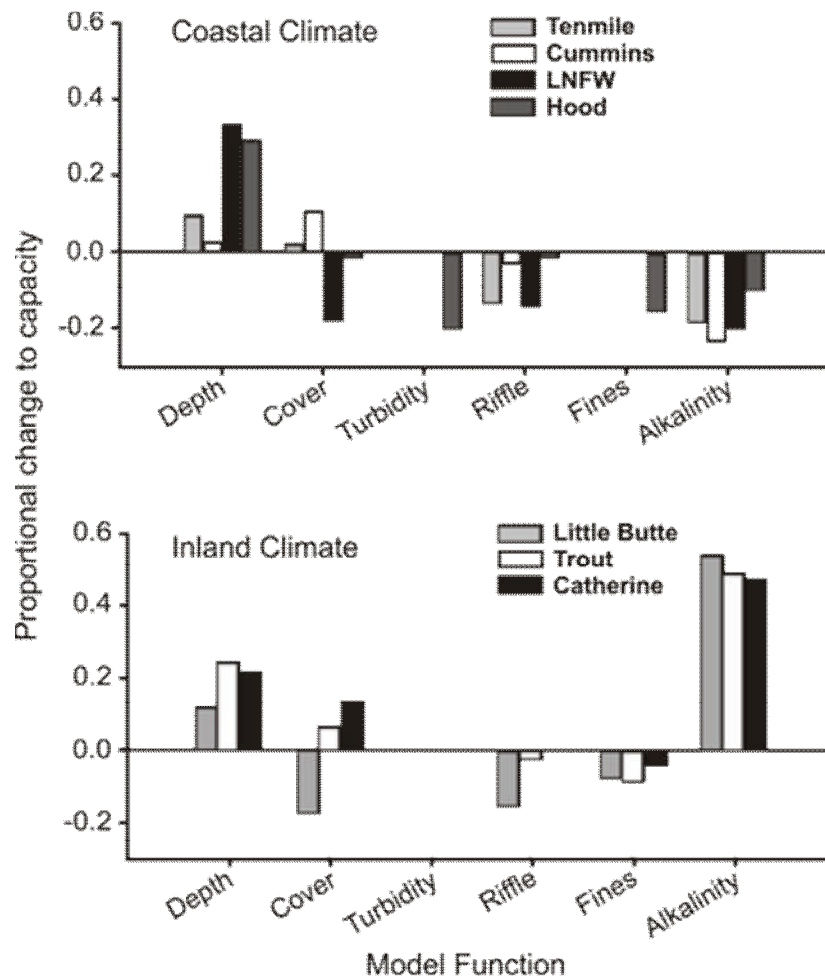 Proportional change to capacity
Coastal Climate
Tenmile
Cummins
LNFW
Hood
0.6
0.4
0.2
0.0
-0.2
Depth
Cover
Turbidity
Riffle
Fines
Alkalinity
Inland Climate
Little Butte
Trout
Catherine
0.6
0.4
0.2
0.0
-0.2
Depth
Cover
Turbidity
Riffle
Fines
Alkalinity
Model Function